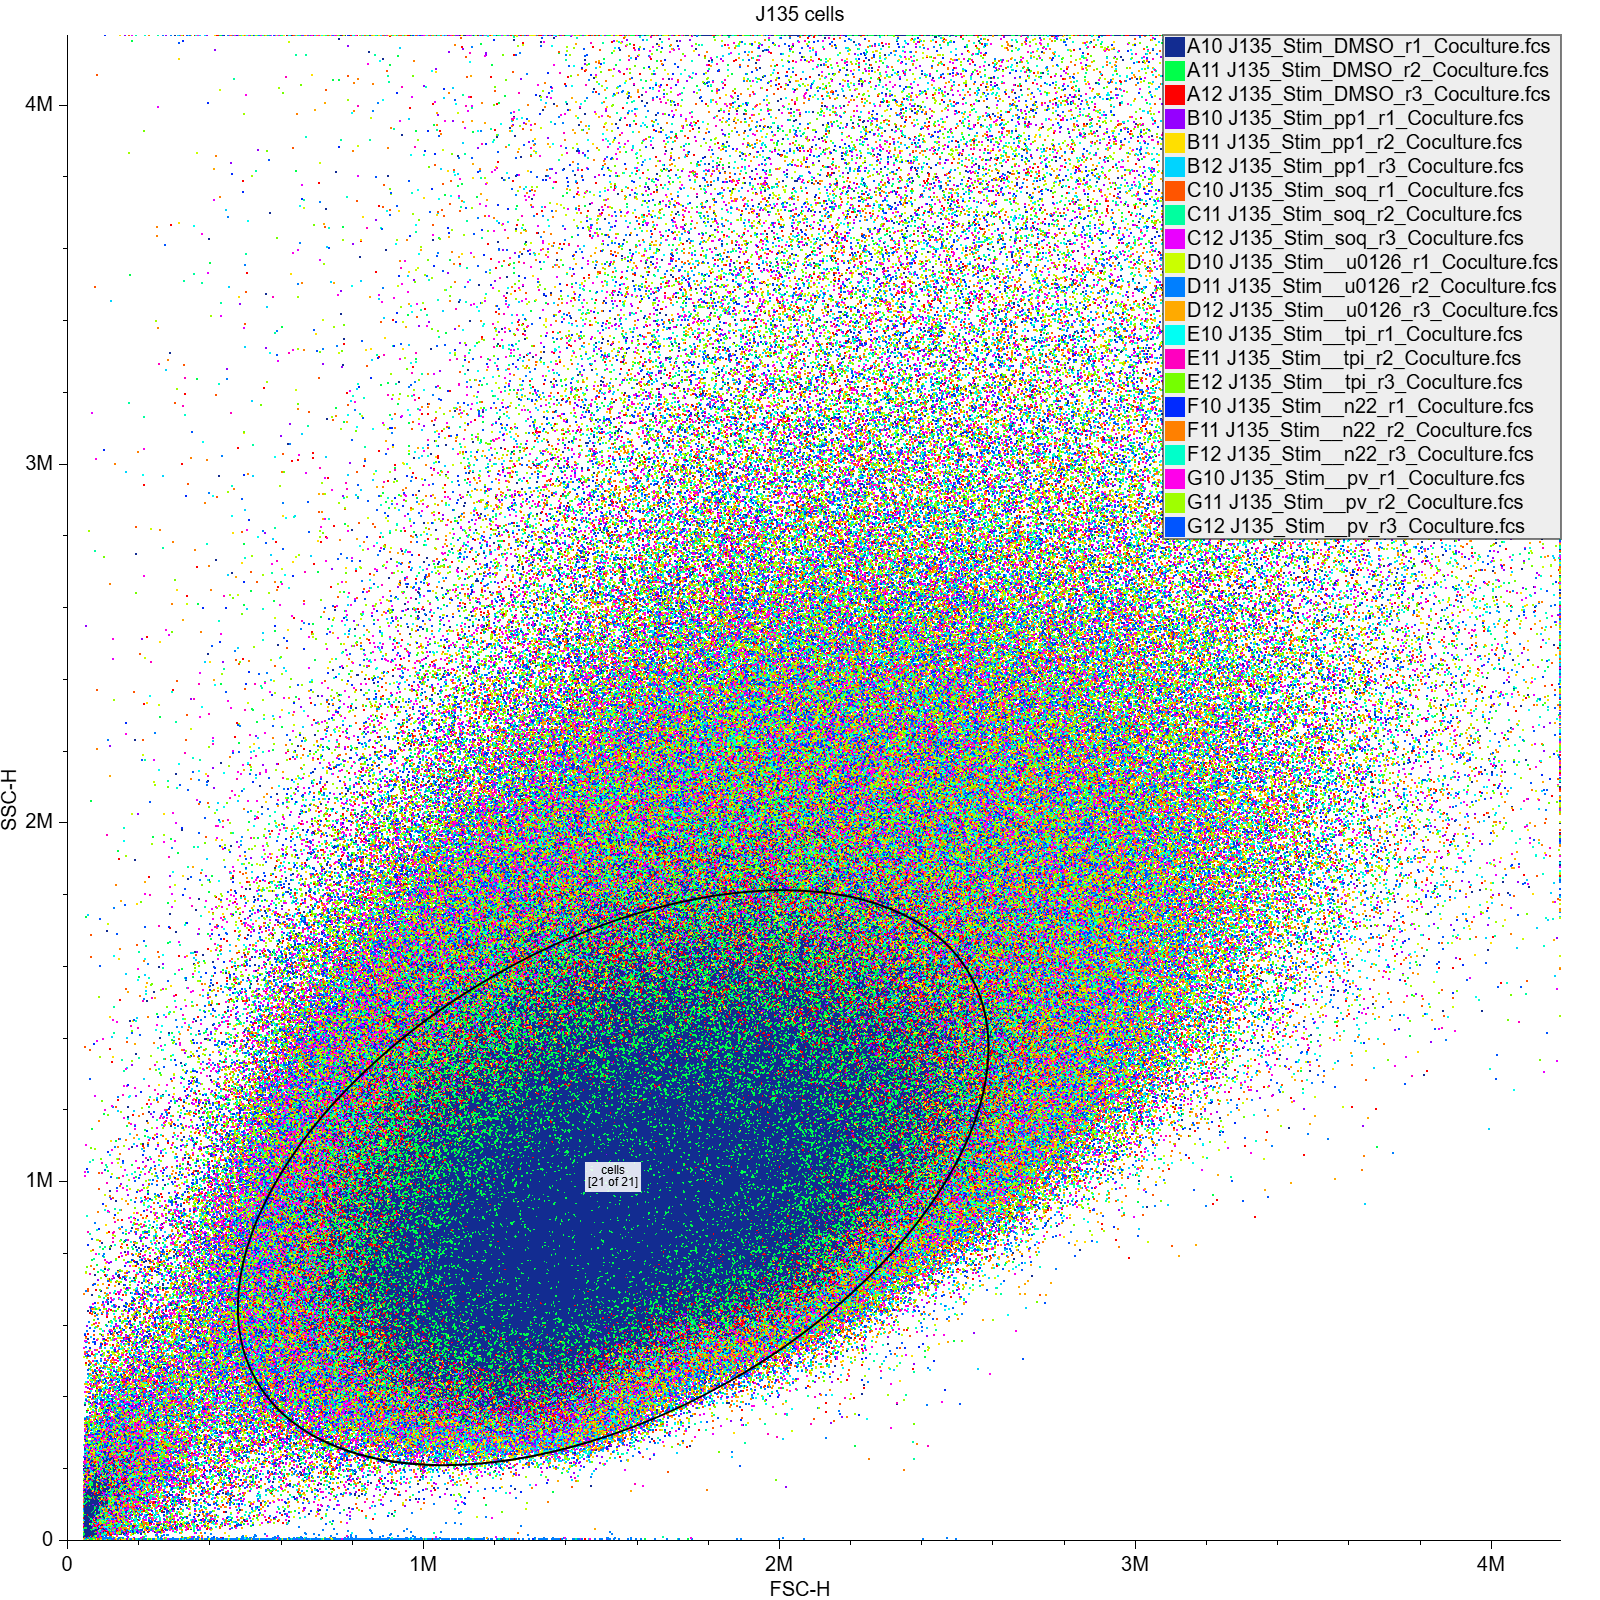 J135 cells
A10 J135_Stim_DMSO_r1_Coculture.fcs
A11 J135_Stim_DMSO_r2_Coculture.fcs
A12 J135_Stim_DMSO_r3_Coculture.fcs
B10 J135_Stim_pp1_r1_Coculture.fcs
B11 J135_Stim_pp1_r2_Coculture.fcs
B12 J135_Stim_pp1_r3_Coculture.fcs
C10 J135_Stim_soq_r1_Coculture.fcs
C11 J135_Stim_soq_r2_Coculture.fcs
C12 J135_Stim_soq_r3_Coculture.fcs
D10 J135_Stim__u0126_r1_Coculture.fcs
D11 J135_Stim__u0126_r2_Coculture.fcs
D12 J135_Stim__u0126_r3_Coculture.fcs
E10 J135_Stim__tpi_r1_Coculture.fcs
E11 J135_Stim__tpi_r2_Coculture.fcs
E12 J135_Stim__tpi_r3_Coculture.fcs
F10 J135_Stim__n22_r1_Coculture.fcs
F11 J135_Stim__n22_r2_Coculture.fcs
F12 J135_Stim__n22_r3_Coculture.fcs
G10 J135_Stim__pv_r1_Coculture.fcs
G11 J135_Stim__pv_r2_Coculture.fcs
G12 J135_Stim__pv_r3_Coculture.fcs
4M
3M
2M
1M
0
SSC-H
cells
[21 of 21]
0 1M 2M 3M 4M
FSC-H